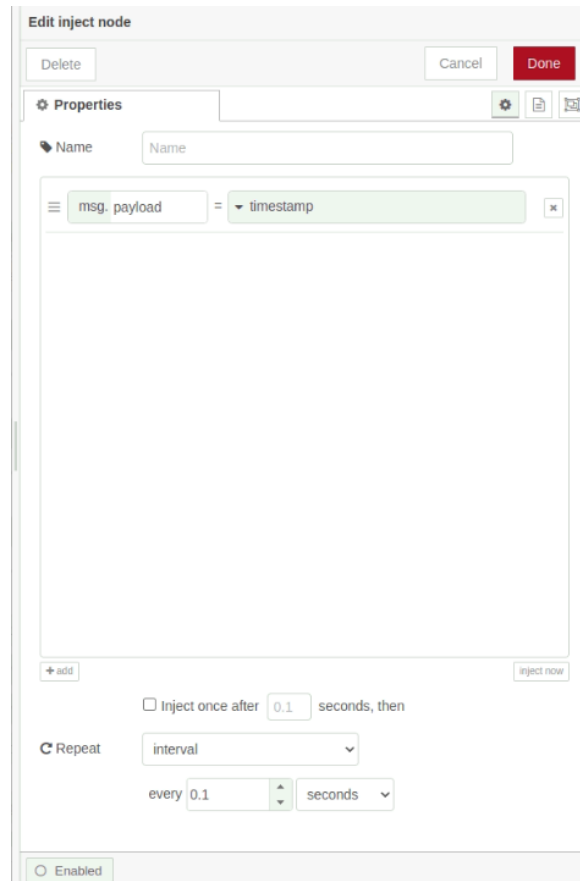 Edit inject node
Delete Cancel Done
Properties
Name Name
msg. payload = timestamp
add inject now
Inject once after 0.1 seconds, then
Repeat interval
every 0.1 seconds
Enabled